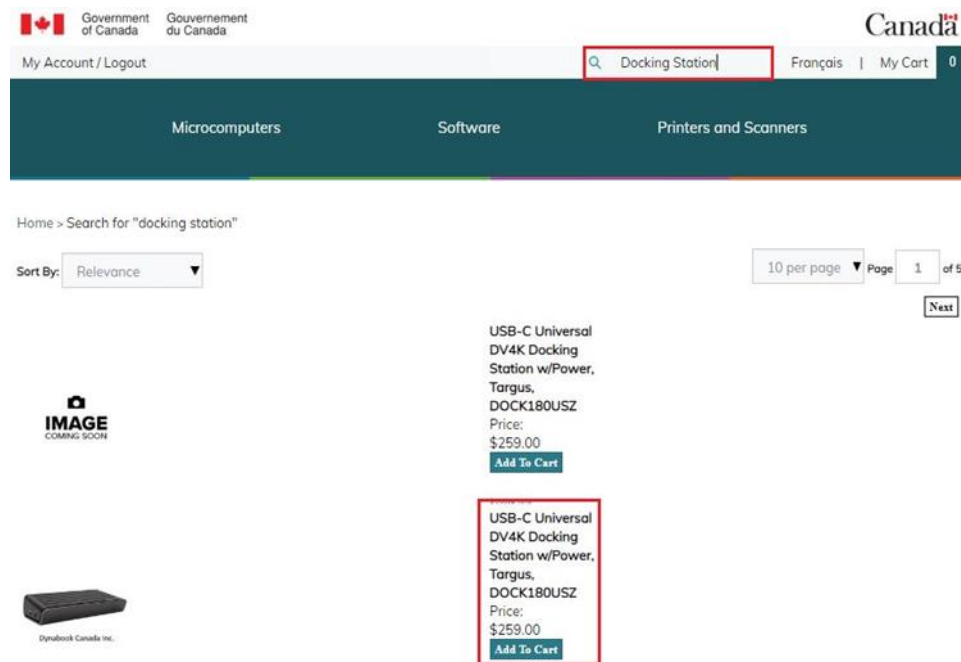 Government of Canada
Gouvernement du Canada
Canada
My Account / Logout
Docking Station
Français | My Cart 0
Microcomputers
Software
Printers and Scanners
Home > Search for "docking station"
Sort By: Relevance
10 per page Page 1 of 5
Next
IMAGE
COMING SOON
USB-C Universal
DV4K Docking
Station w/Power,
Targus,
DOCK180USZ
Price:
$259.00
Add To Cart
Dynabook Canada Inc.
USB-C Universal
DV4K Docking
Station w/Power,
Targus,
DOCK180USZ
Price:
$259.00
Add To Cart